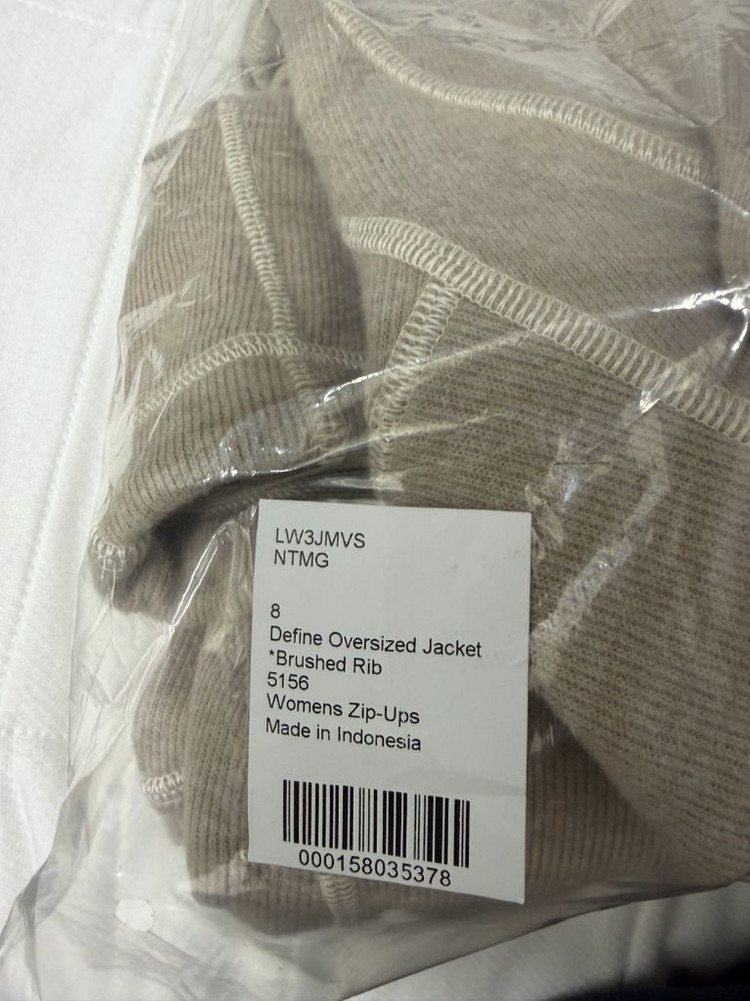 LW3JMVS
NTMG
8
Define Oversized Jacket
*Brushed Rib
5156
Womens Zip-Ups
Made in Indonesia
000158035378